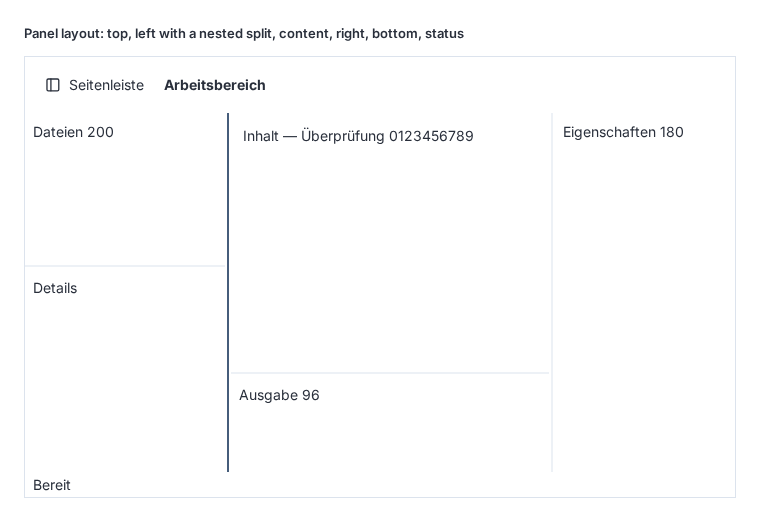 Panel layout: top, left with a nested split, content, right, bottom, status
Seitenleiste Arbeitsbereich
Dateien 200
Inhalt — Überprüfung 0123456789
Eigenschaften 180
Details
Ausgabe 96
Bereit